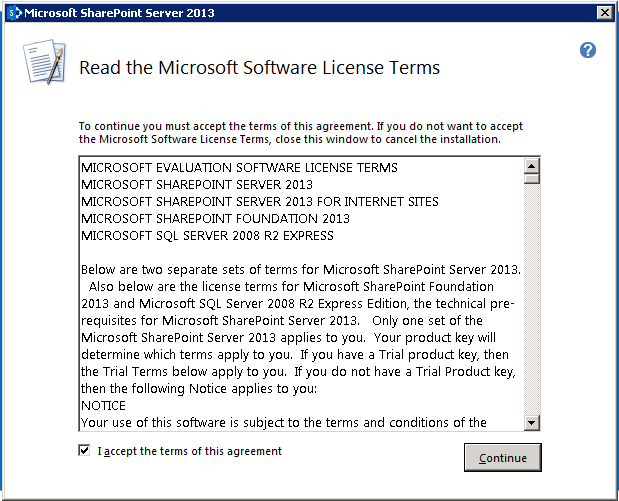 Microsoft SharePoint Server 2013
Read the Microsoft Software License Terms
To continue you must accept the terms of this agreement. If you do not want to accept
the Microsoft Software License Terms, close this window to cancel the installation.
MICROSOFT EVALUATION SOFTWARE LICENSE TERMS
MICROSOFT SHAREPOINT SERVER 2013
MICROSOFT SHAREPOINT SERVER 2013 FOR INTERNET SITES
MICROSOFT SHAREPOINT FOUNDATION 2013
MICROSOFT SQL SERVER 2008 R2 EXPRESS
Below are two separate sets of terms for Microsoft SharePoint Server 2013.
Also below are the license terms for Microsoft SharePoint Foundation
2013 and Microsoft SQL Server 2008 R2 Express Edition, the technical pre-
requisites for Microsoft SharePoint Server 2013. Only one set of the
Microsoft SharePoint Server 2013 applies to you. Your product key will
determine which terms apply to you. If you have a Trial product key, then
the Trial Terms below apply to you. If you do not have a Trial Product key,
then the following Notice applies to you:
NOTICE
Your use of this software is subject to the terms and conditions of the
I accept the terms of this agreement
Continue